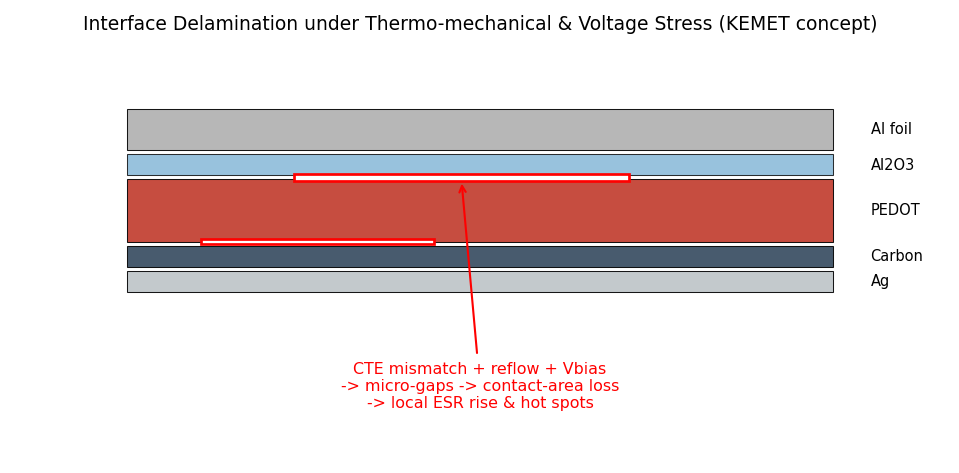 Interface Delamination under Thermo-mechanical & Voltage Stress (KEMET concept)
Al foil
Al2O3
PEDOT
Carbon
Ag
CTE mismatch + reflow + Vbias
-> micro-gaps -> contact-area loss
-> local ESR rise & hot spots